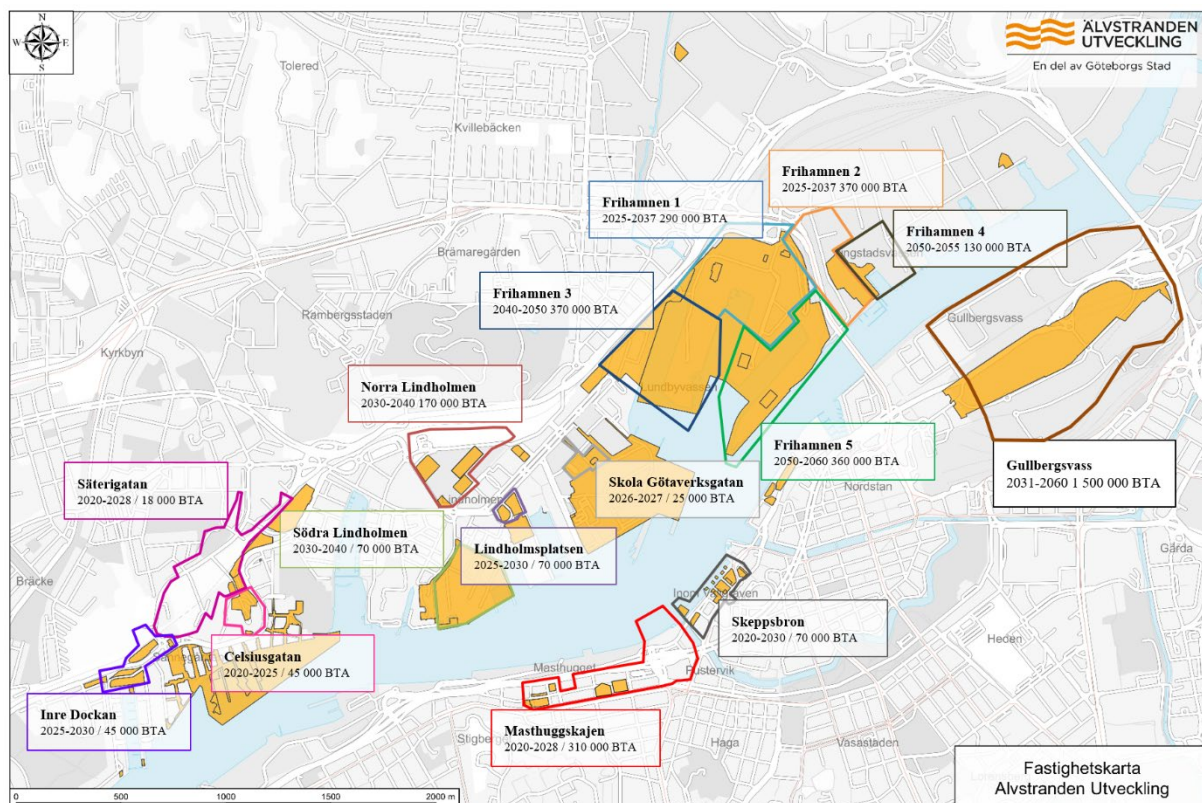 N
W
E
S
ÄLVSTRANDEN
UTVECKLING
En del av Göteborgs Stad
Tolered
Kvillebäcken
Frihamnen 2
2025-2037 370 000 BTA
Frihamnen 1
2025-2037 290 000 BTA
Frihamnen 4
2050-2055 130 000 BTA
Brämaregården
Frihamnen 3
2040-2050 370 000 BTA
Rambergsstaden
Gullbergsvass
Kyrkbyn
Norra Lindholmen
2030-2040 170 000 BTA
Lundbyvassen
Frihamnen 5
2050-2060 360 000 BTA
Gullbergsvass
2031-2060 1 500 000 BTA
Säterigatan
2020-2028 / 18 000 BTA
Skola Götaverksgatan
2026-2027 / 25 000 BTA
Nordstan
Södra Lindholmen
2030-2040 / 70 000 BTA
Lindholmsplatsen
2025-2030 / 70 000 BTA
Gårda
Bräcke
Skeppsbron
2020-2030 / 70 000 BTA
Heden
Celsiusgatan
2020-2025 / 45 000 BTA
Masthugget
Inre Dockan
2025-2030 / 45 000 BTA
Masthuggskajen
2020-2028 / 310 000 BTA
Haga
Vasastaden
Fastighetskarta
Alvstranden Utveckling
0 500 1000 1500 2000 m